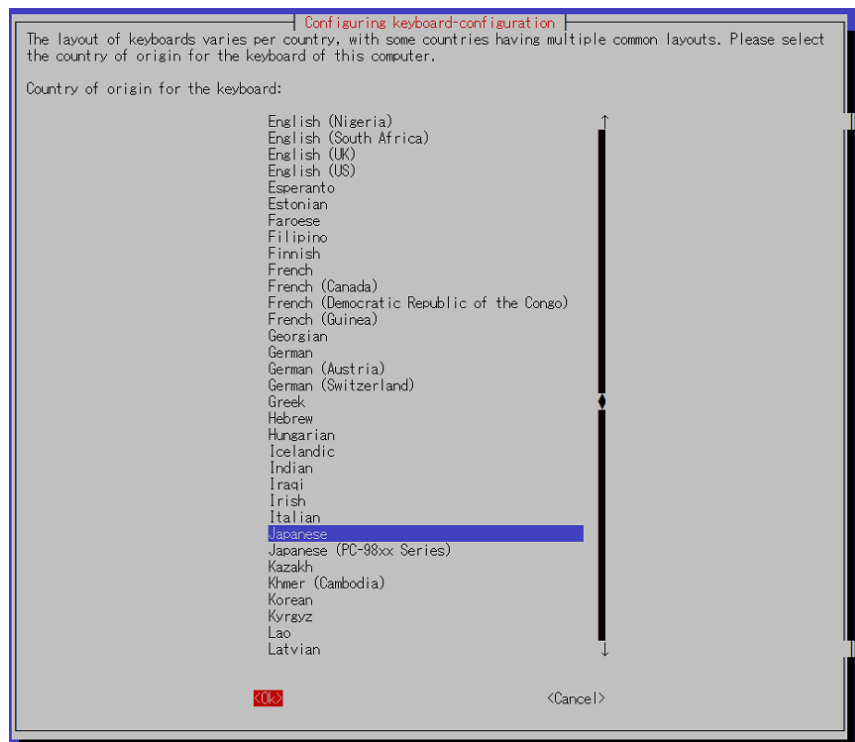 Configuring keyboard-configuration
The layout of keyboards varies per country, with some countries having multiple common layouts. Please select
the country of origin for the keyboard of this computer.
Country of origin for the keyboard:
English (Nigeria)
English (South Africa)
English (UK)
English (US)
Esperanto
Estonian
Faroese
Filipino
Finnish
French
French (Canada)
French (Democratic Republic of the Congo)
French (Guinea)
Georgian
German
German (Austria)
German (Switzerland)
Greek
Hebrew
Hungarian
Icelandic
Indian
Iraqi
Irish
Italian
Japanese
Japanese (PC-98xx Series)
Kazakh
Khmer (Cambodia)
Korean
Kyrgyz
Lao
Latvian
<Ok> <Cancel>